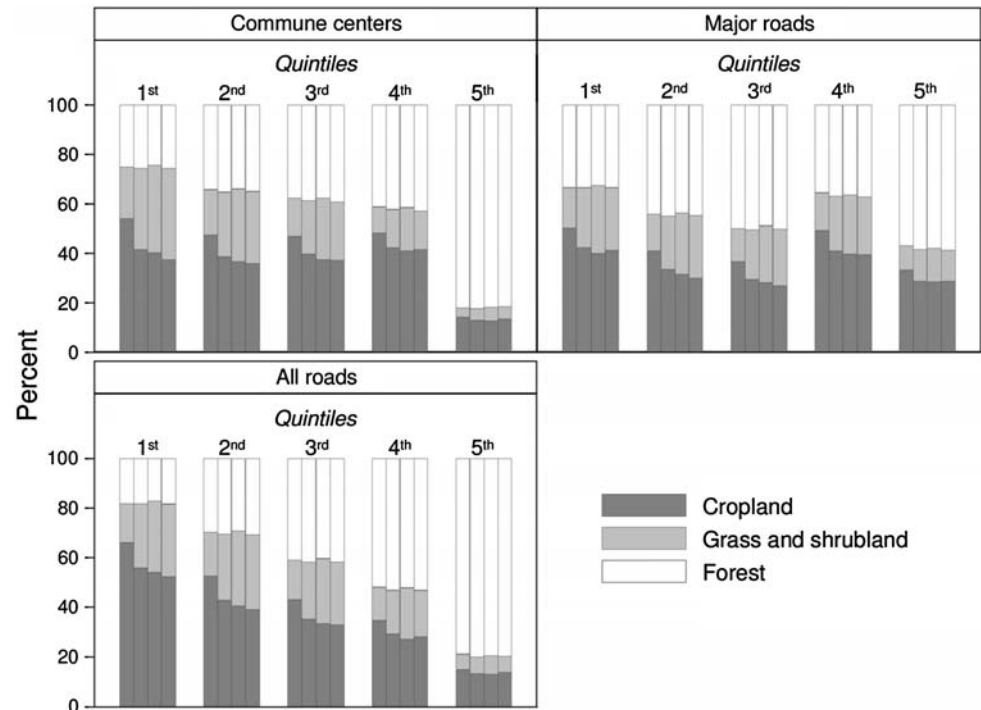 Commune centers
Quintiles
1st 2nd 3rd 4th 5th
100
80
60
40
20
0
Major roads
Quintiles
1st 2nd 3rd 4th 5th
Percent
All roads
Quintiles
1st 2nd 3rd 4th 5th
100
80
60
40
20
0
Cropland
Grass and shrubland
Forest